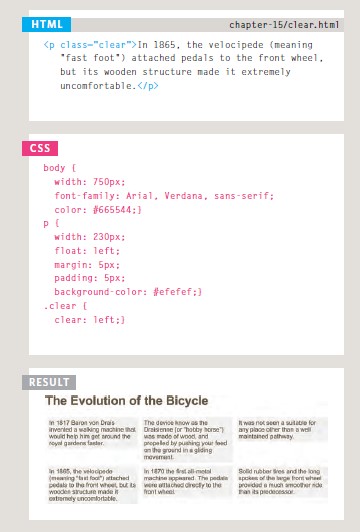 HTML
chapter-15/clear.html
<p class="clear">In 1865, the velocipede (meaning
"fast foot") attached pedals to the front wheel,
but its wooden structure made it extremely
uncomfortable.</p>
CSS
body {
width: 750px;
font-family: Arial, Verdana, sans-serif;
color: #665544;}
p {
width: 230px;
float: left;
margin: 5px;
padding: 5px;
background-color: #efefef;}
.clear {
clear: left;}
RESULT
The Evolution of the Bicycle
In 1817 Baron von Drais
invented a walking machine that
would help him get around the
royal gardens faster.
The device know as the
Draisienne (or "hobby horse")
was made of wood, and
propelled by pushing your feed
on the ground in a gliding
movement.
It was not seen a suitable for
any place other than a well
maintained pathway.
In 1865, the velocipede
(meaning "fast foot") attached
pedals to the front wheel, but its
wooden structure made it
extremely uncomfortable.
In 1870 the first all-metal
machine appeared. The pedals
were attached directly to the
front wheel.
Solid rubber tires and the long
spokes of the large front wheel
provided a much smoother ride
than its predecessor.